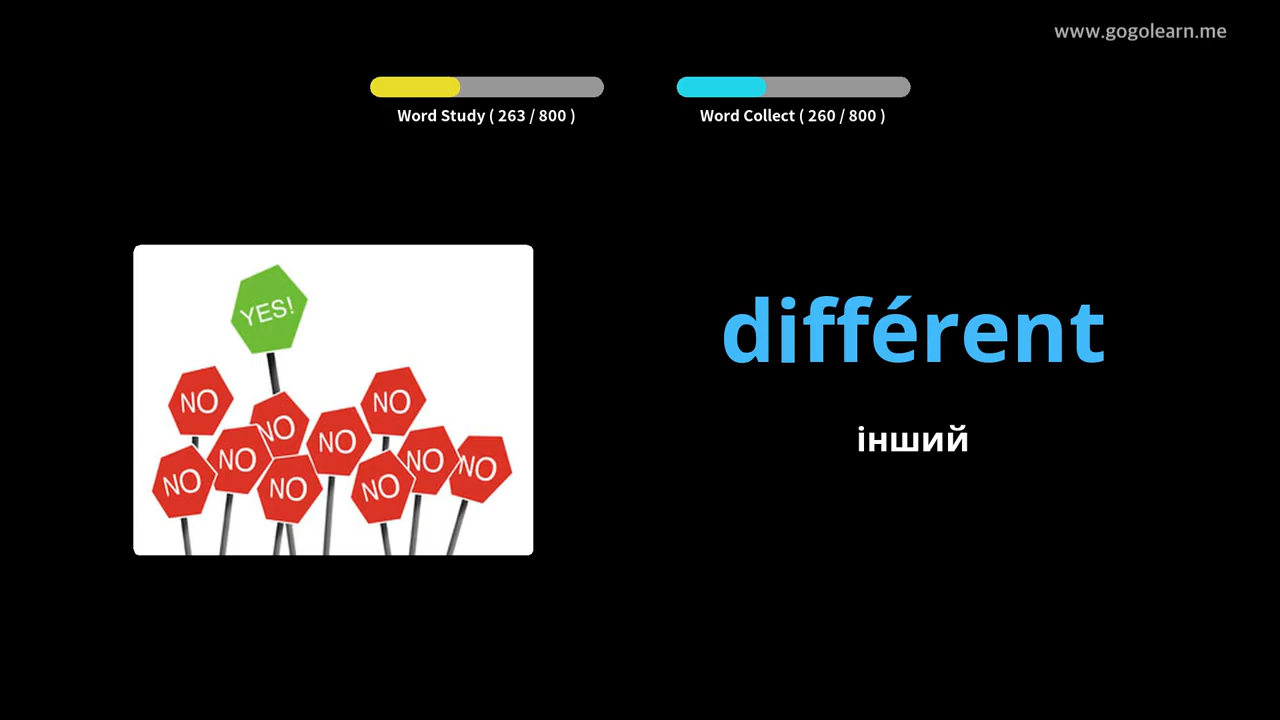 www.gogolearn.me
Word Study ( 263 / 800 )
Word Collect ( 260 / 800 )
YES!
NO
NO
NO
NO
NO
NO
NO
NO
NO
NO
différent
інший